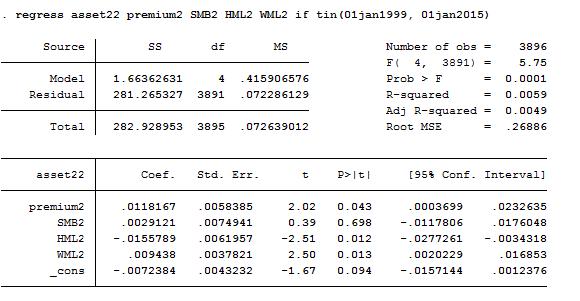 . regress asset22 premium2 SMB2 HML2 WML2 if tin(01jan1999, 01jan2015)
Source SS df MS Number of obs = 3896
F( 4, 3891) = 5.75
Model 1.66362631 4 .415906576 Prob > F = 0.0001
Residual 281.265327 3891 .072286129 R-squared = 0.0059
Adj R-squared = 0.0049
Total 282.928953 3895 .072639012 Root MSE = .26886
asset22 Coef. Std. Err. t P>|t| [95% Conf. Interval]
premium2 .0118167 .0058385 2.02 0.043 .0003699 .0232635
SMB2 .0029121 .0074941 0.39 0.698 -.0117806 .0176048
HML2 -.0155789 .0061957 -2.51 0.012 -.0277261 -.0034318
WML2 .009438 .0037821 2.50 0.013 .0020229 .016853
_cons -.0072384 .0043232 -1.67 0.094 -.0157144 .0012376